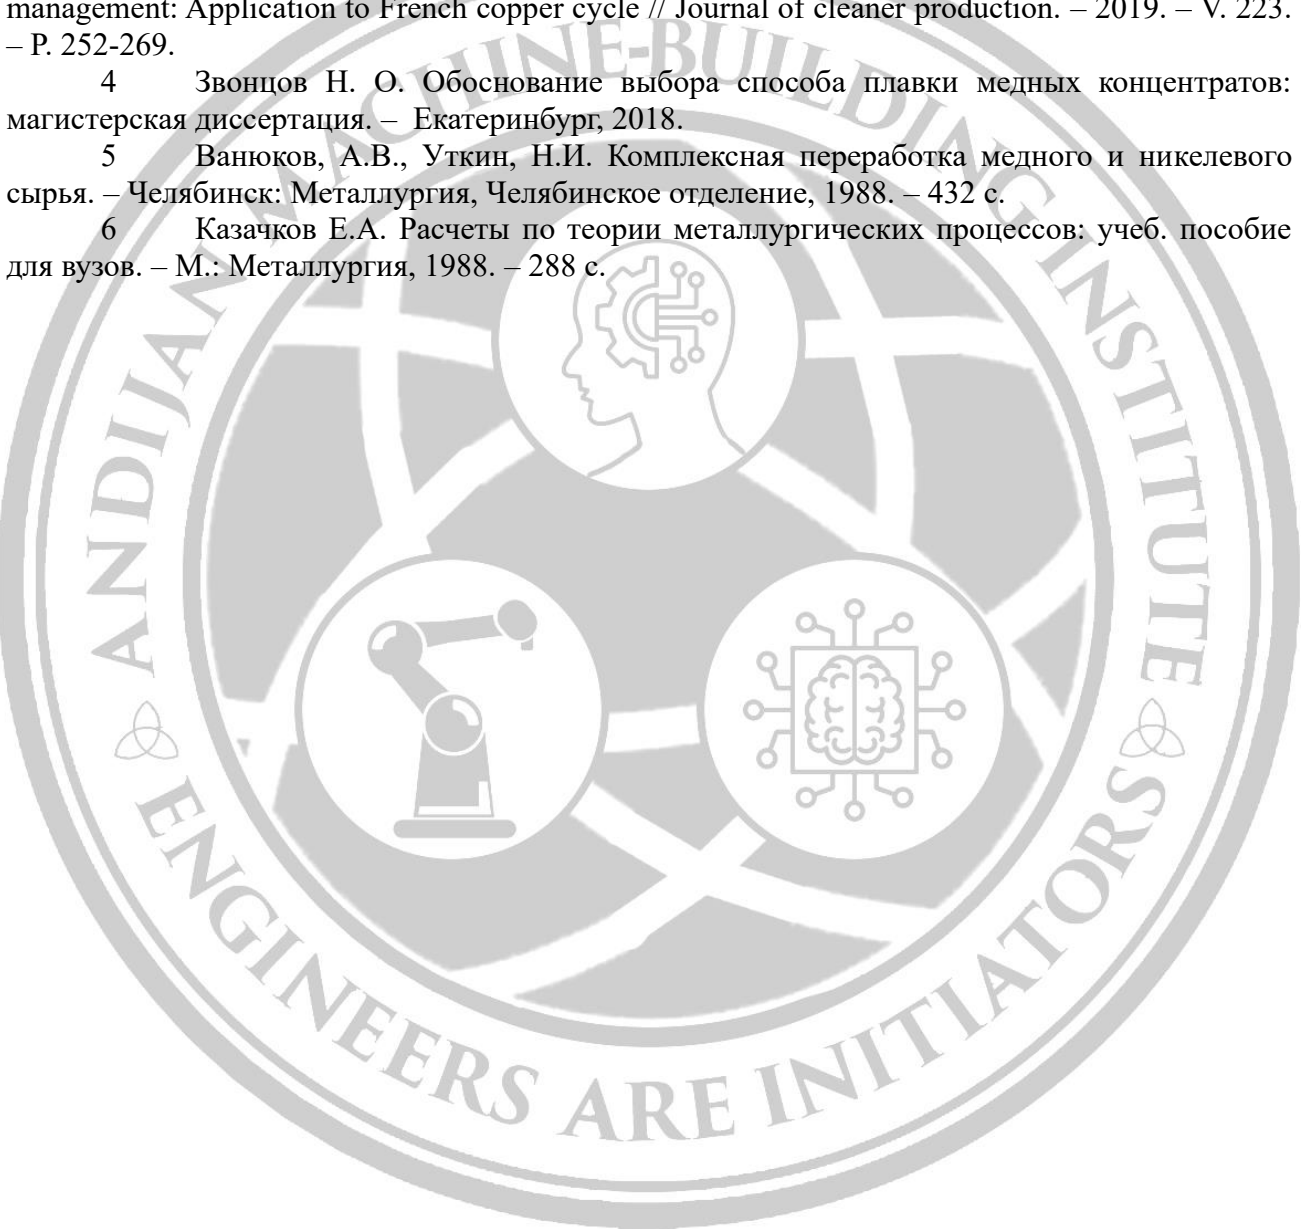 management: Application to French copper cycle // Journal of cleaner production. – 2019. – V. 223.
– P. 252-269.
4 Звонцов Н. О. Обоснование выбора способа плавки медных концентратов:
магистерская диссертация. – Екатеринбург, 2018.
5 Ванюков, А.В., Уткин, Н.И. Комплексная переработка медного и никелевого
сырья. – Челябинск: Металлургия, Челябинское отделение, 1988. – 432 с.
6 Казачков Е.А. Расчеты по теории металлургических процессов: учеб. пособие
для вузов. – М.: Металлургия, 1988. – 288 с.
ANDIJAN MACHINE-BUILDING INSTITUTE
ENGINEERS ARE INITIATORS